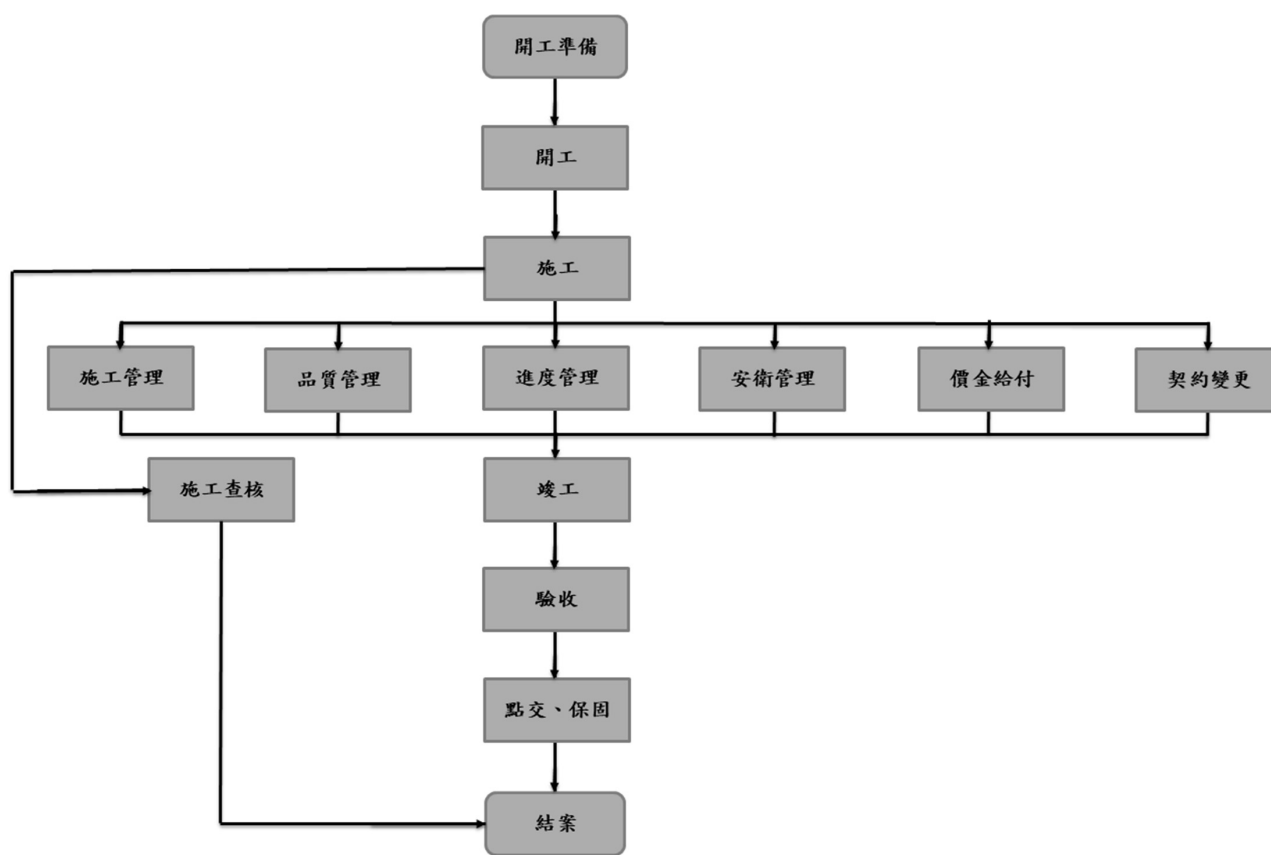 開工準備
開工
施工
施工管理
品質管理
進度管理
安衛管理
價金給付
契約變更
施工查核
竣工
驗收
點交、保固
結案